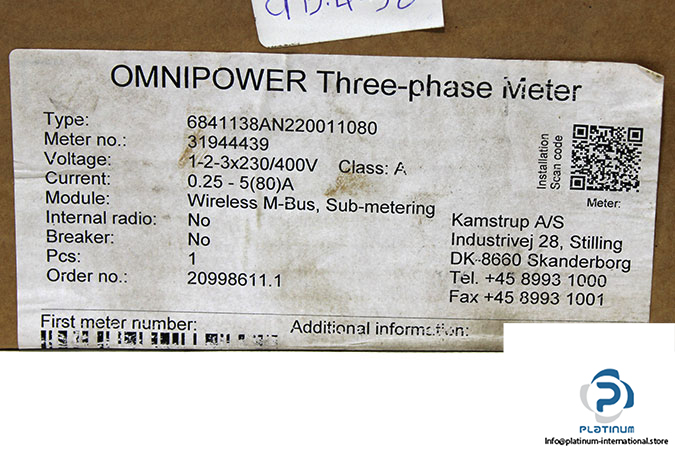 OMNIPOWER Three-phase Meter
Type: 6841138AN220011080
Meter no.: 31944439
Voltage: 1-2-3x230/400V Class: A
Current: 0.25 - 5(80)A
Module: Wireless M-Bus, Sub-metering
Internal radio: No
Breaker: No
Pcs: 1
Order no.: 20998611.1
Installation
Scan code
Meter:
Kamstrup A/S
Industrivej 28, Stilling
DK-8660 Skanderborg
Tel. +45 8993 1000
Fax +45 8993 1001
First meter number:
Additional information:
PLATINUM
Info@platinum-international.store